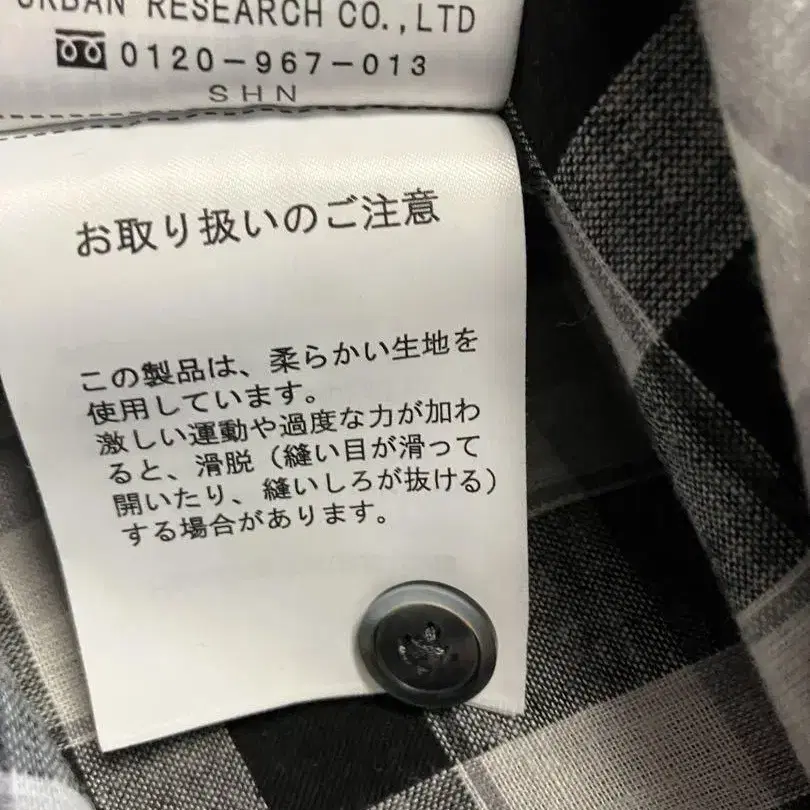 URBAN RESEARCH CO.,LTD
0120-967-013
SHN
お取り扱いのご注意
この製品は、柔らかい生地を
使用しています。
激しい運動や過度な力が加わ
ると、滑脱（縫い目が滑って
開いたり、縫いしろが抜ける）
する場合があります。